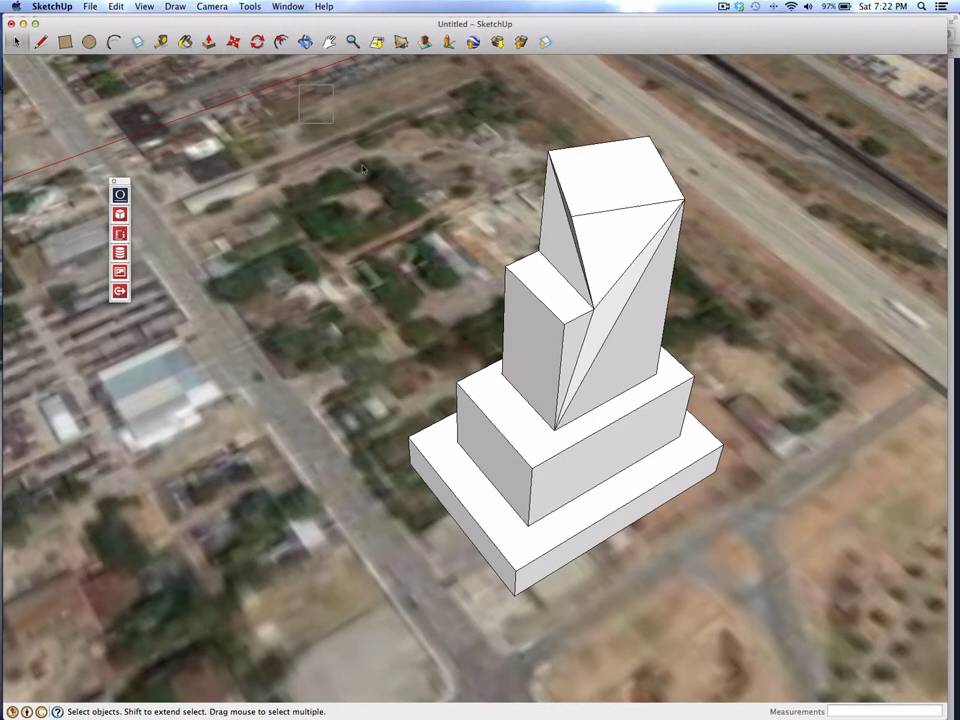 SketchUp File Edit View Draw Camera Tools Window Help 97% Sat 7:22 PM
Untitled – SketchUp
Select objects. Shift to extend select. Drag mouse to select multiple. Measurements